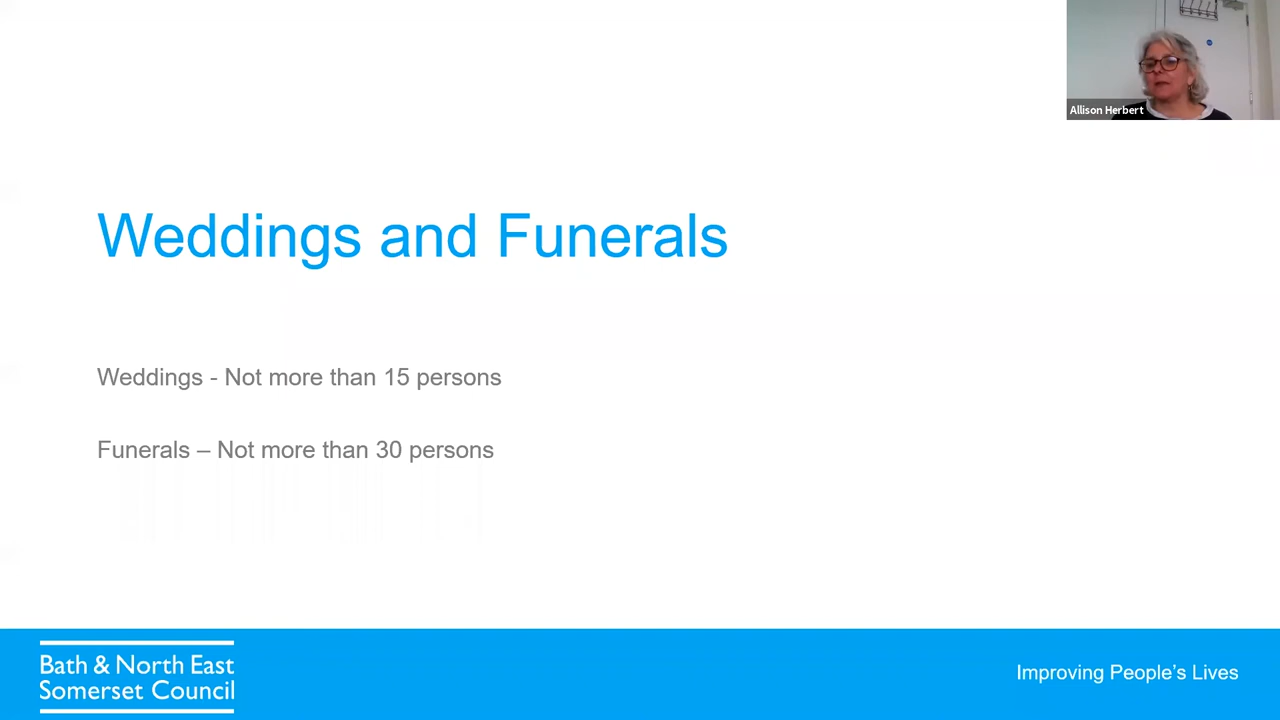 Allison Herbert
Weddings and Funerals
Weddings - Not more than 15 persons
Funerals – Not more than 30 persons
Bath & North East
Somerset Council
Improving People's Lives